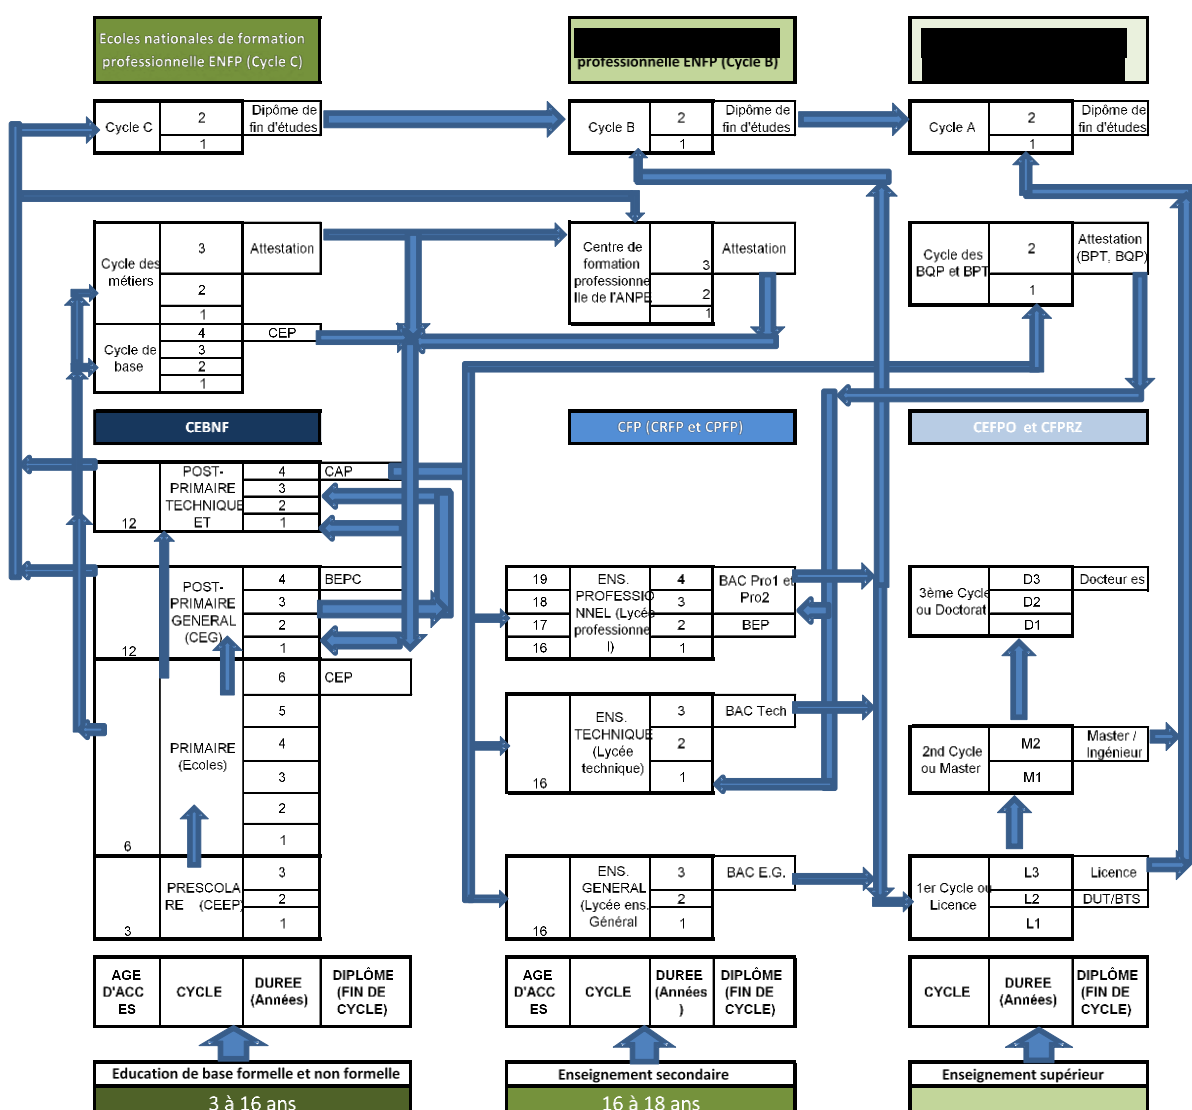 Ecoles nationales de formation
professionnelle ENFP (Cycle C)
professionnelle ENFP (Cycle B)
Cycle C
2
1
Dipôme de
fin d'études
Cycle B
2
1
Dipôme de
fin d'études
Cycle A
2
1
Dipôme de
fin d'études
Cycle des
métiers
3
2
1
Attestation
Cycle de
base
4
3
2
1
CEP
Centre de
formation
professionne
lle de l'ANPE
3
2
1
Attestation
Cycle des
BQP et BPT
2
1
Attestation
(BPT, BQP)
CEBNF
CFP (CRFP et CPFP)
CEFPO et CFPRZ
12
POST-
PRIMAIRE
TECHNIQUE
ET
4
3
2
1
CAP
12
POST-
PRIMAIRE
GENERAL
(CEG)
4
3
2
1
BEPC
6
PRIMAIRE
(Ecoles)
6
5
4
3
2
1
CEP
3
PRESCOLA
RE (CEEP)
3
2
1
19
18
17
16
ENS.
PROFESSIO
NNEL (Lycée
professionne
l)
4
3
2
1
BAC Pro1 et
Pro2
BEP
16
ENS.
TECHNIQUE
(Lycée
technique)
3
2
1
BAC Tech
16
ENS.
GENERAL
(Lycée ens.
Général
3
2
1
BAC E.G.
3ème Cycle
ou Doctorat
D3
D2
D1
Docteur es
2nd Cycle
ou Master
M2
M1
Master /
Ingénieur
1er Cycle ou
Licence
L3
L2
L1
Licence
DUT/BTS
AGE
D'ACC
ES
CYCLE
DUREE
(Années)
DIPLÔME
(FIN DE
CYCLE)
AGE
D'ACC
ES
CYCLE
DUREE
(Années
)
DIPLÔME
(FIN DE
CYCLE)
CYCLE
DUREE
(Années)
DIPLÔME
(FIN DE
CYCLE)
Education de base formelle et non formelle
3 à 16 ans
Enseignement secondaire
16 à 18 ans
Enseignement supérieur